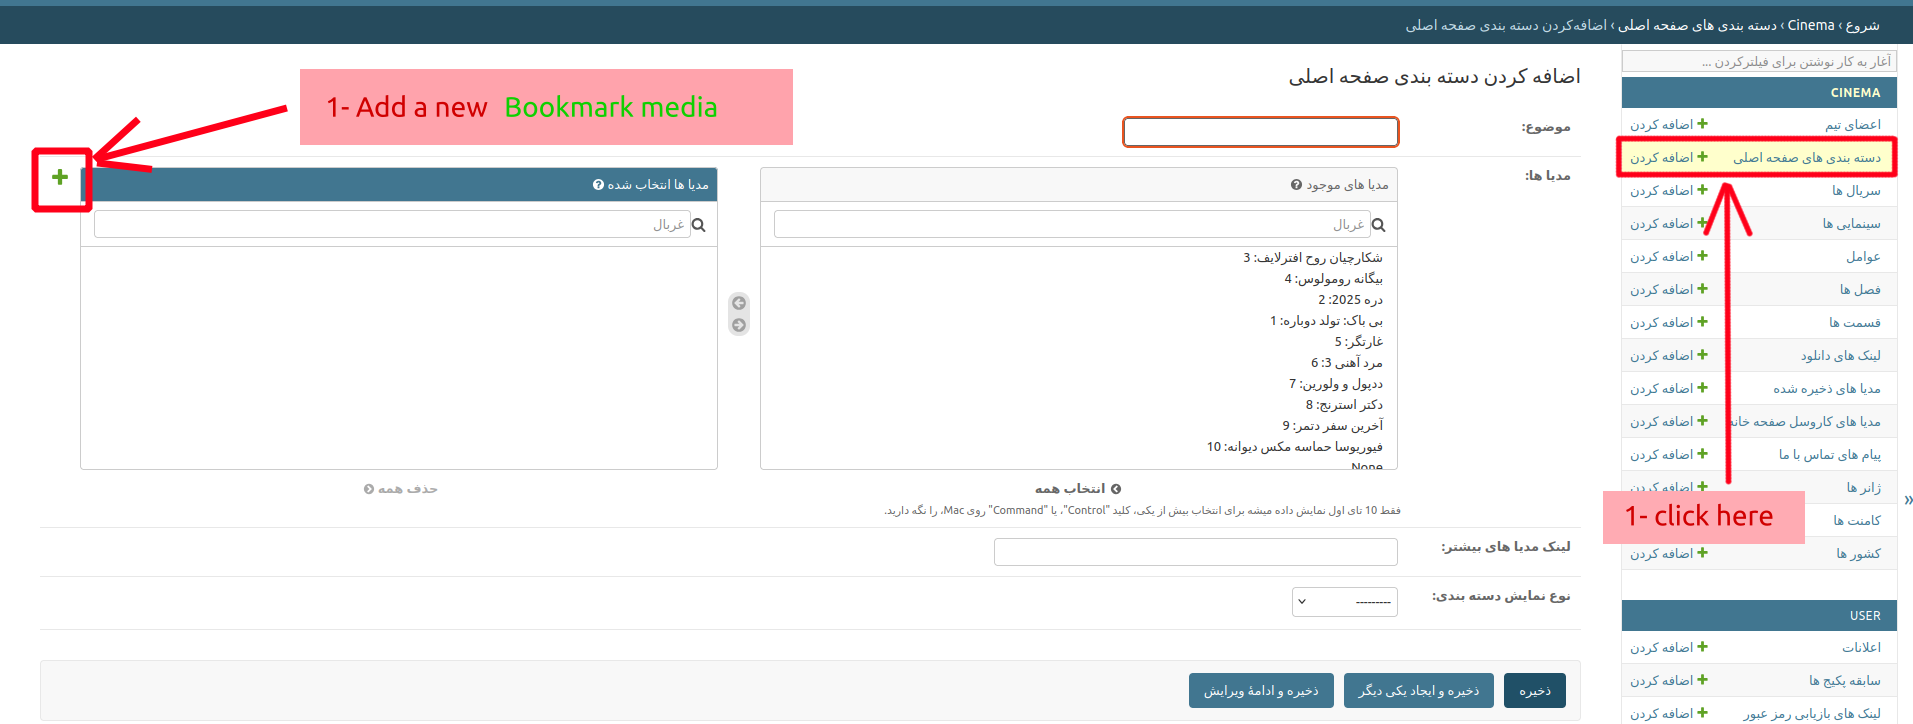 شروع › Cinema › دسته بندی های صفحه اصلی › اضافه‌کردن دسته بندی صفحه اصلی
آغار به کار نوشتن برای فیلترکردن ...
CINEMA
اعضای تیم
اضافه کردن
دسته بندی های صفحه اصلی
اضافه کردن
سریال ها
اضافه کردن
سینمایی ها
اضافه کردن
عوامل
اضافه کردن
فصل ها
اضافه کردن
قسمت ها
اضافه کردن
لینک های دانلود
اضافه کردن
مدیا های ذخیره شده
اضافه کردن
مدیا های کاروسل صفحه خانه
اضافه کردن
پیام های تماس با ما
اضافه کردن
ژانر ها
اضافه کردن
1- click here
کامنت ها
کشور ها
اضافه کردن
USER
اعلانات
اضافه کردن
سابقه پکیج ها
اضافه کردن
لینک های بازیابی رمز عبور
اضافه کردن
»
اضافه کردن دسته بندی صفحه اصلی
1- Add a new Bookmark media
موضوع:
مدیا ها:
مدیا های موجود
غربال
شکارچیان روح افترلایف: 3
بیگانه رومولوس: 4
دره 2025: 2
بی باک: تولد دوباره: 1
غارتگر: 5
مرد آهنی 3: 6
ددپول و ولورین: 7
دکتر استرنج: 8
آخرین سفر دتمر: 9
فیوریوسا حماسه مکس دیوانه: 10
None
انتخاب همه
مدیا ها انتخاب شده
غربال
حذف همه
فقط 10 تای اول نمایش داده میشه برای انتخاب بیش از یکی، کلید "Control"، یا "Command" روی Mac، را نگه دارید.
لینک مدیا های بیشتر:
نوع نمایش دسته بندی:
---------
ذخیره
ذخیره و ایجاد یکی دیگر
ذخیره و ادامهٔ ویرایش